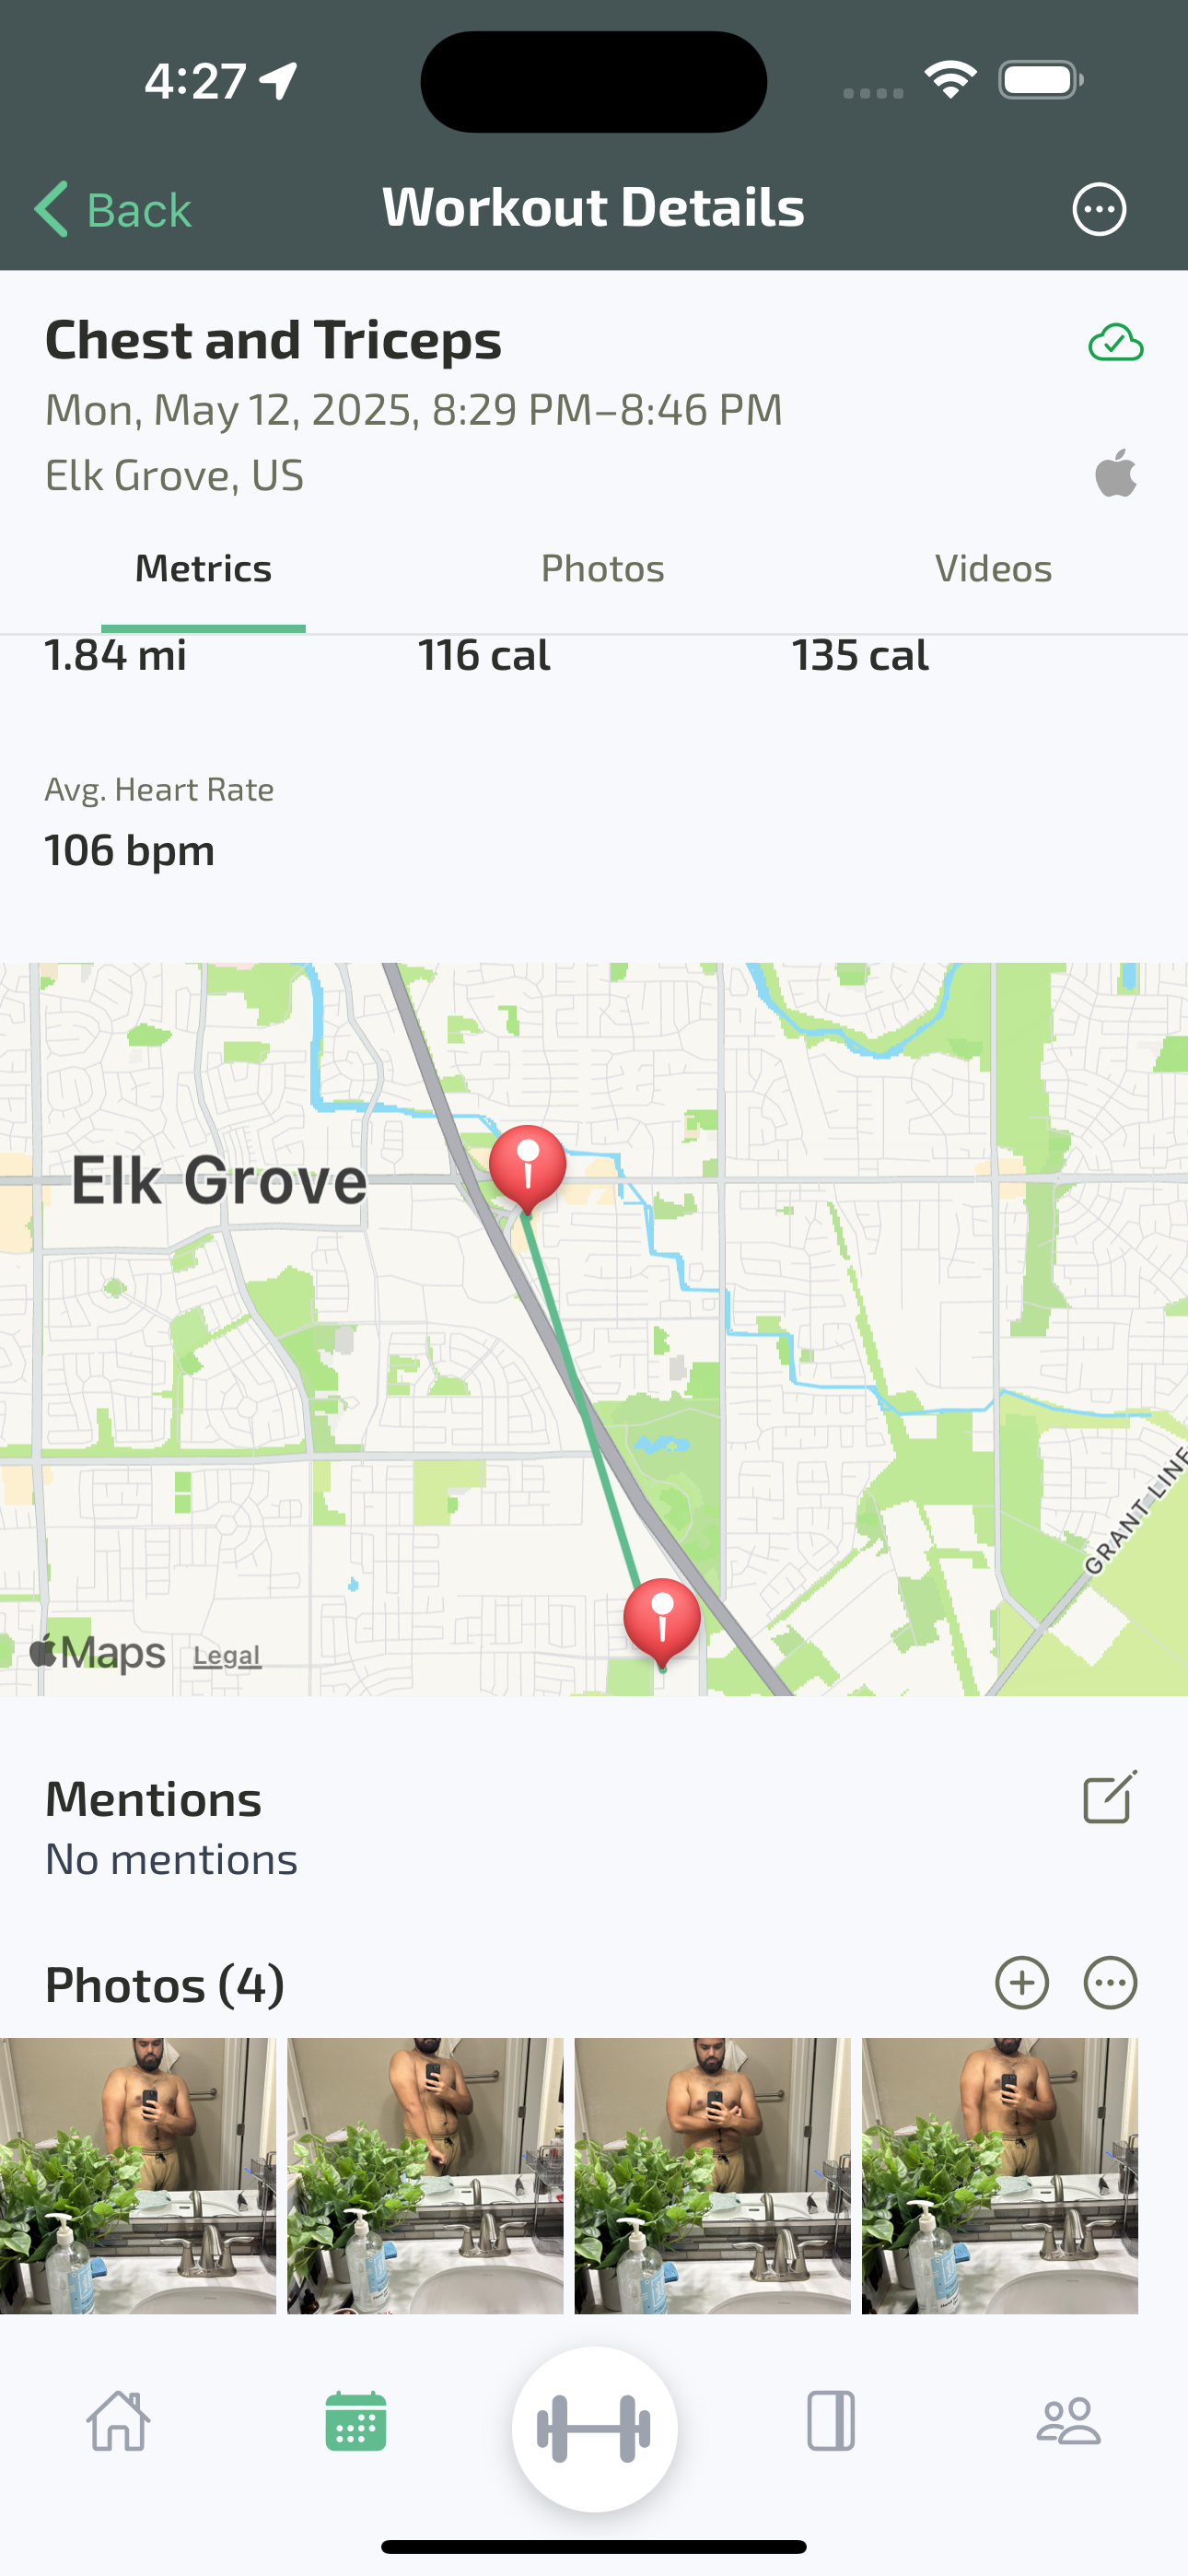 4:27
Back
Workout Details
Chest and Triceps
Mon, May 12, 2025, 8:29 PM–8:46 PM
Elk Grove, US
Metrics
Photos
Videos
1.84 mi
116 cal
135 cal
Avg. Heart Rate
106 bpm
Elk Grove
GRANT LINE
Maps
Legal
Mentions
No mentions
Photos (4)